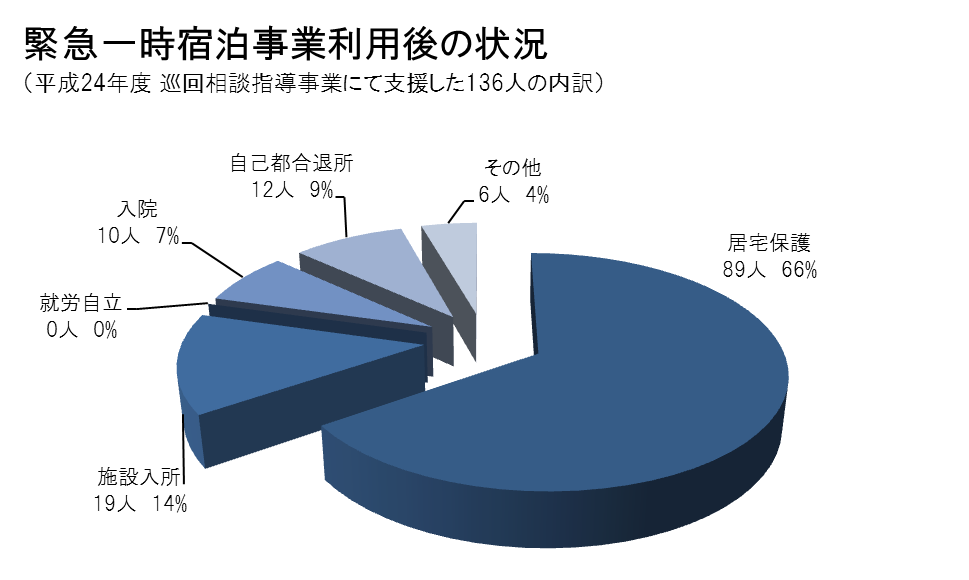 緊急一時宿泊事業利用後の状況
（平成24年度 巡回相談指導事業にて支援した136人の内訳）
自己都合退所
12人 9%
その他
6人 4%
入院
10人 7%
居宅保護
89人 66%
就労自立
0人 0%
施設入所
19人 14%